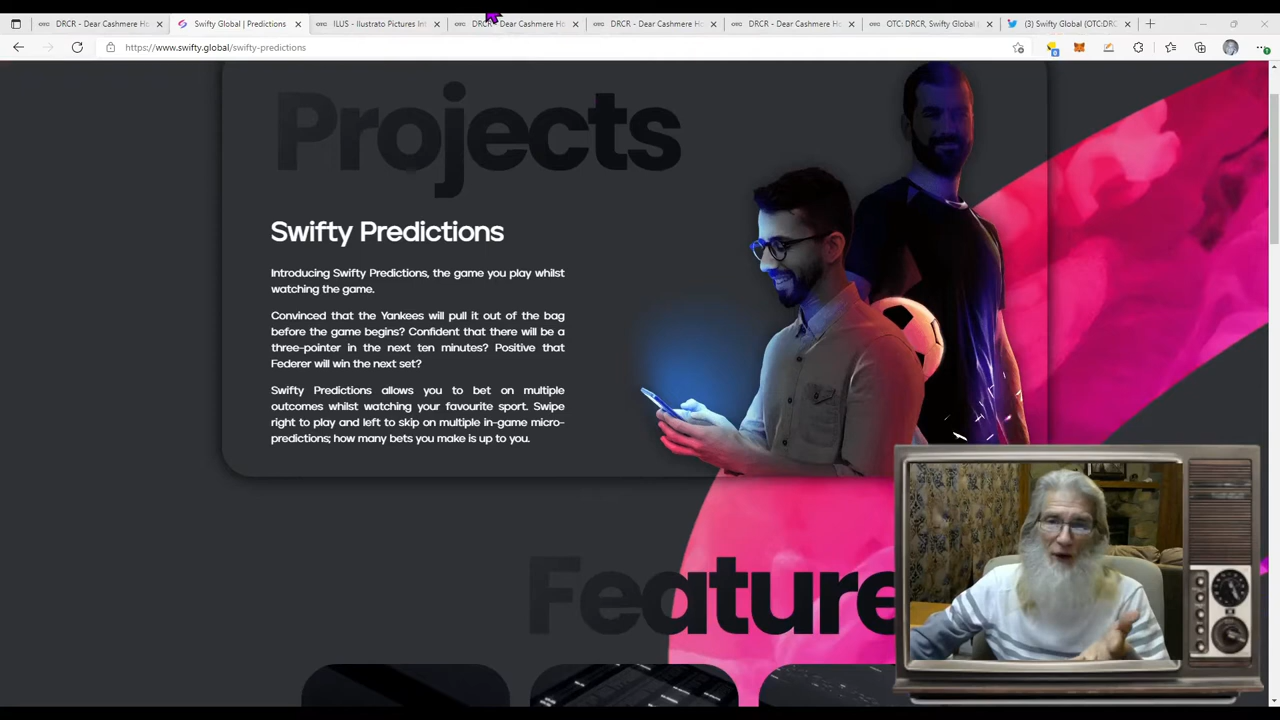 DRCR - Dear Cashmere Ho
Swifty Global | Predictions
ILUS - Ilustrato Pictures Int
DRCR - Dear Cashmere Ho
DRCR - Dear Cashmere Ho
DRCR - Dear Cashmere Ho
OTC: DRCR, Swifty Global
(3) Swifty Global (OTC:DRC
https://www.swifty.global/swifty-predictions
Projects
Swifty Predictions
Introducing Swifty Predictions, the game you play whilst
watching the game.
Convinced that the Yankees will pull it out of the bag
before the game begins? Confident that there will be a
three-pointer in the next ten minutes? Positive that
Federer will win the next set?
Swifty Predictions allows you to bet on multiple
outcomes whilst watching your favourite sport. Swipe
right to play and left to skip on multiple in-game micro-
predictions; how many bets you make is up to you.
Feature